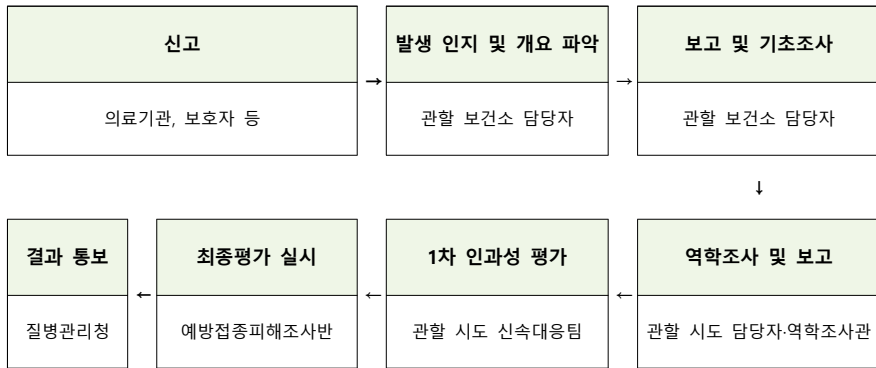 신고
발생 인지 및 개요 파악
보고 및 기초조사
→
→
의료기관, 보호자 등
관할 보건소 담당자
관할 보건소 담당자
↓
결과 통보
최종평가 실시
1차 인과성 평가
역학조사 및 보고
←
←
←
질병관리청
예방접종피해조사반
관할 시도 신속대응팀
관할 시도 담당자·역학조사관